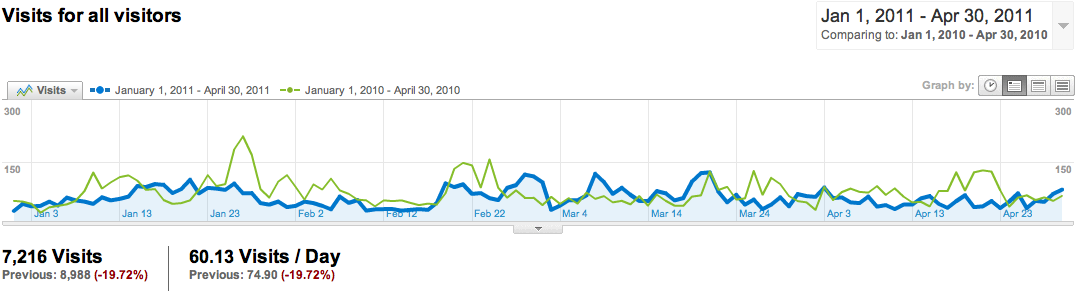 Visits for all visitors
Jan 1, 2011 - Apr 30, 2011
Comparing to: Jan 1, 2010 - Apr 30, 2010
Visits January 1, 2011 - April 30, 2011 January 1, 2010 - April 30, 2010 Graph by:
300 300
150 150
Jan 3 Jan 13 Jan 23 Feb 2 Feb 12 Feb 22 Mar 4 Mar 14 Mar 24 Apr 3 Apr 13 Apr 23
7,216 Visits
Previous: 8,988 (-19.72%)
60.13 Visits / Day
Previous: 74.90 (-19.72%)